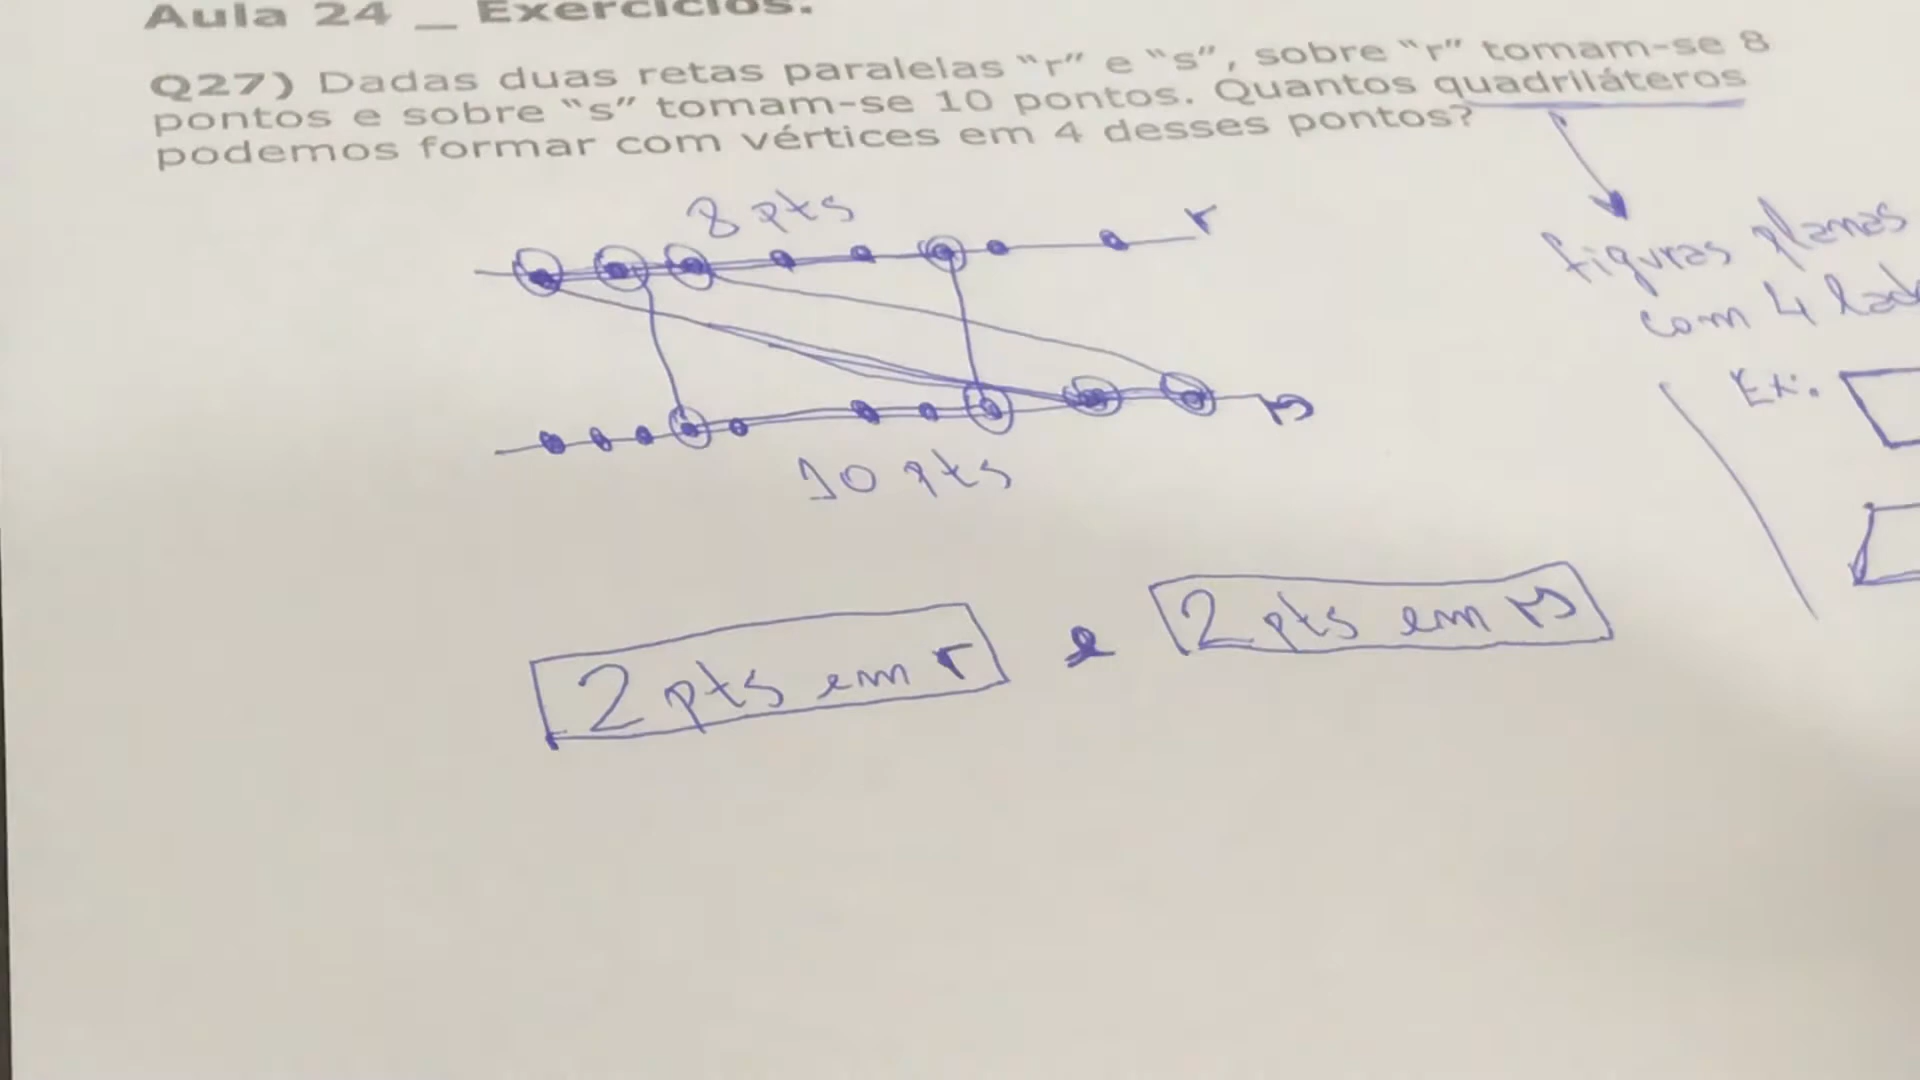 Aula 24 _ Exercícios.
Q27) Dadas duas retas paralelas "r" e "s", sobre "r" tomam-se 8
pontos e sobre "s" tomam-se 10 pontos. Quantos quadriláteros
podemos formar com vértices em 4 desses pontos?
8 pts
r
figuras planas
com 4 lad
Ex:
s
10 pts
2 pts em r e 2 pts em s